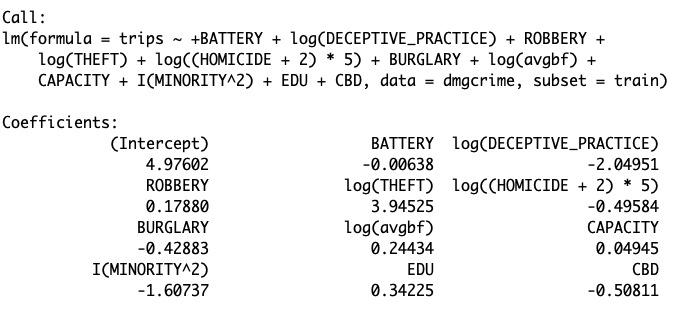 Call:
lm(formula = trips ~ +BATTERY + log(DECEPTIVE_PRACTICE) + ROBBERY +
    log(THEFT) + log((HOMICIDE + 2) * 5) + BURGLARY + log(avgbf) +
    CAPACITY + I(MINORITY^2) + EDU + CBD, data = dmgcrime, subset = train)

Coefficients:
(Intercept) BATTERY log(DECEPTIVE_PRACTICE)
4.97602 -0.00638 -2.04951
ROBBERY log(THEFT) log((HOMICIDE + 2) * 5)
0.17880 3.94525 -0.49584
BURGLARY log(avgbf) CAPACITY
-0.42883 0.24434 0.04945
I(MINORITY^2) EDU CBD
-1.60737 0.34225 -0.50811